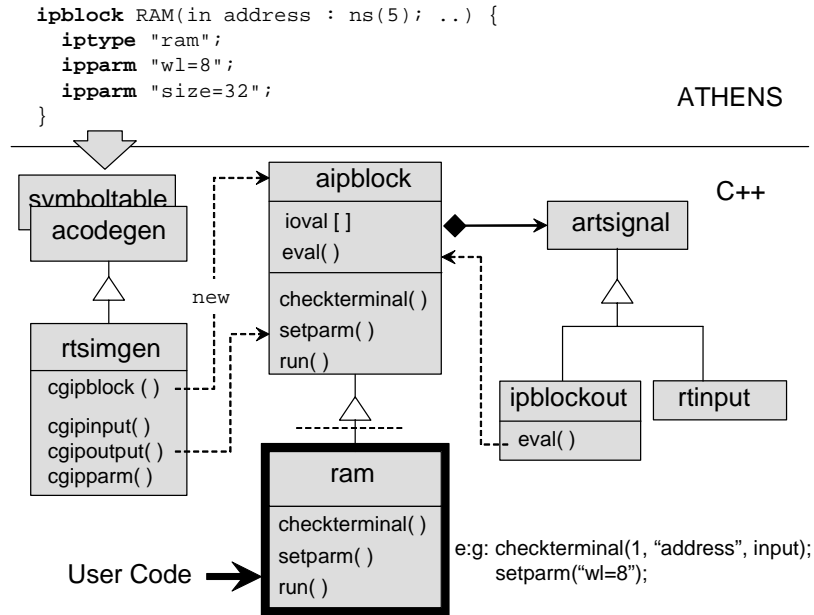 ipblock RAM(in address : ns(5); ..) {
iptype "ram";
ipparm "wl=8";
ipparm "size=32";
}
ATHENS
C++
symboltable
acodegen
rtsimgen
cgipblock ( )
cgipinput( )
cgipoutput( )
cgipparm( )
new
aipblock
ioval [ ]
eval( )
checkterminal( )
setparm( )
run( )
artsignal
ipblockout
eval( )
rtinput
ram
checkterminal( )
setparm( )
run( )
User Code
e:g: checkterminal(1, “address”, input);
setparm(“wl=8”);